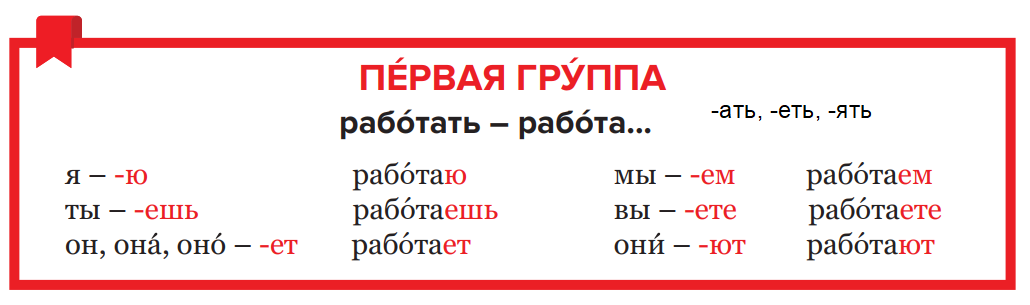 ПЕ́РВАЯ ГРУ́ППА
рабо́тать – рабо́та...
-ать, -еть, -ять
я – -ю рабо́таю мы – -ем рабо́таем
ты – -ешь рабо́таешь вы – -ете рабо́таете
он, она́, оно́ – -ет рабо́тает они́ – -ют рабо́тают